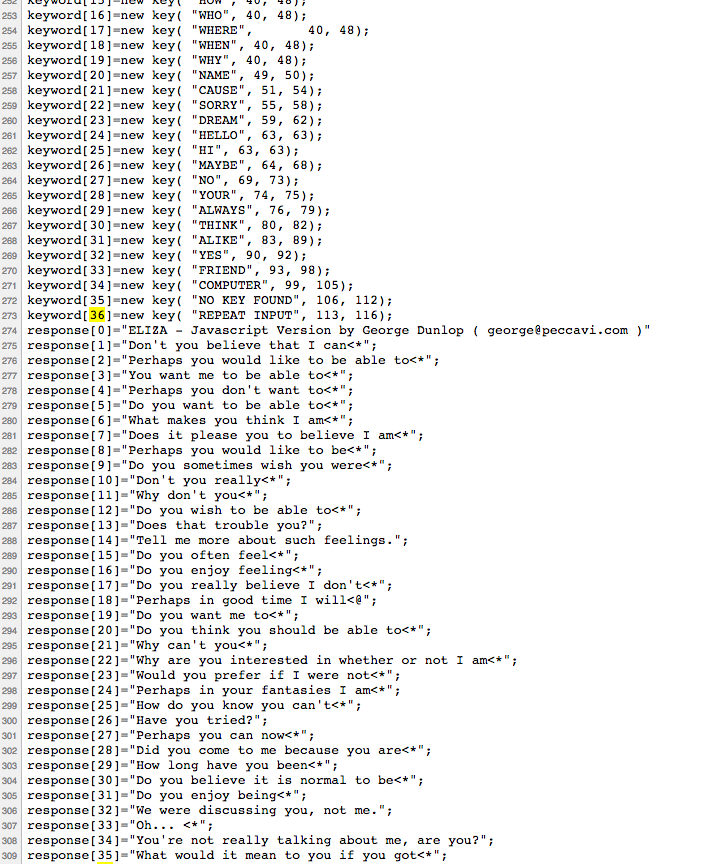 252 keyword[15]=new key( "HOW", 40, 48);
253 keyword[16]=new key( "WHO", 40, 48);
254 keyword[17]=new key( "WHERE",       40, 48);
255 keyword[18]=new key( "WHEN", 40, 48);
256 keyword[19]=new key( "WHY", 40, 48);
257 keyword[20]=new key( "NAME", 49, 50);
258 keyword[21]=new key( "CAUSE", 51, 54);
259 keyword[22]=new key( "SORRY", 55, 58);
260 keyword[23]=new key( "DREAM", 59, 62);
261 keyword[24]=new key( "HELLO", 63, 63);
262 keyword[25]=new key( "HI", 63, 63);
263 keyword[26]=new key( "MAYBE", 64, 68);
264 keyword[27]=new key( "NO", 69, 73);
265 keyword[28]=new key( "YOUR", 74, 75);
266 keyword[29]=new key( "ALWAYS", 76, 79);
267 keyword[30]=new key( "THINK", 80, 82);
268 keyword[31]=new key( "ALIKE", 83, 89);
269 keyword[32]=new key( "YES", 90, 92);
270 keyword[33]=new key( "FRIEND", 93, 98);
271 keyword[34]=new key( "COMPUTER", 99, 105);
272 keyword[35]=new key( "NO KEY FOUND", 106, 112);
273 keyword[36]=new key( "REPEAT INPUT", 113, 116);
274 response[0]="ELIZA - Javascript Version by George Dunlop ( george@peccavi.com )"
275 response[1]="Don't you believe that I can<*";
276 response[2]="Perhaps you would like to be able to<*";
277 response[3]="You want me to be able to<*";
278 response[4]="Perhaps you don't want to<*";
279 response[5]="Do you want to be able to<*";
280 response[6]="What makes you think I am<*";
281 response[7]="Does it please you to believe I am<*";
282 response[8]="Perhaps you would like to be<*";
283 response[9]="Do you sometimes wish you were<*";
284 response[10]="Don't you really<*";
285 response[11]="Why don't you<*";
286 response[12]="Do you wish to be able to<*";
287 response[13]="Does that trouble you?";
288 response[14]="Tell me more about such feelings.";
289 response[15]="Do you often feel<*";
290 response[16]="Do you enjoy feeling<*";
291 response[17]="Do you really believe I don't<*";
292 response[18]="Perhaps in good time I will<@";
293 response[19]="Do you want me to<*";
294 response[20]="Do you think you should be able to<*";
295 response[21]="Why can't you<*";
296 response[22]="Why are you interested in whether or not I am<*";
297 response[23]="Would you prefer if I were not<*";
298 response[24]="Perhaps in your fantasies I am<*";
299 response[25]="How do you know you can't<*";
300 response[26]="Have you tried?";
301 response[27]="Perhaps you can now<*";
302 response[28]="Did you come to me because you are<*";
303 response[29]="How long have you been<*";
304 response[30]="Do you believe it is normal to be<*";
305 response[31]="Do you enjoy being<*";
306 response[32]="We were discussing you, not me.";
307 response[33]="Oh... <*";
308 response[34]="You're not really talking about me, are you?";
309 response[35]="What would it mean to you if you got<*";